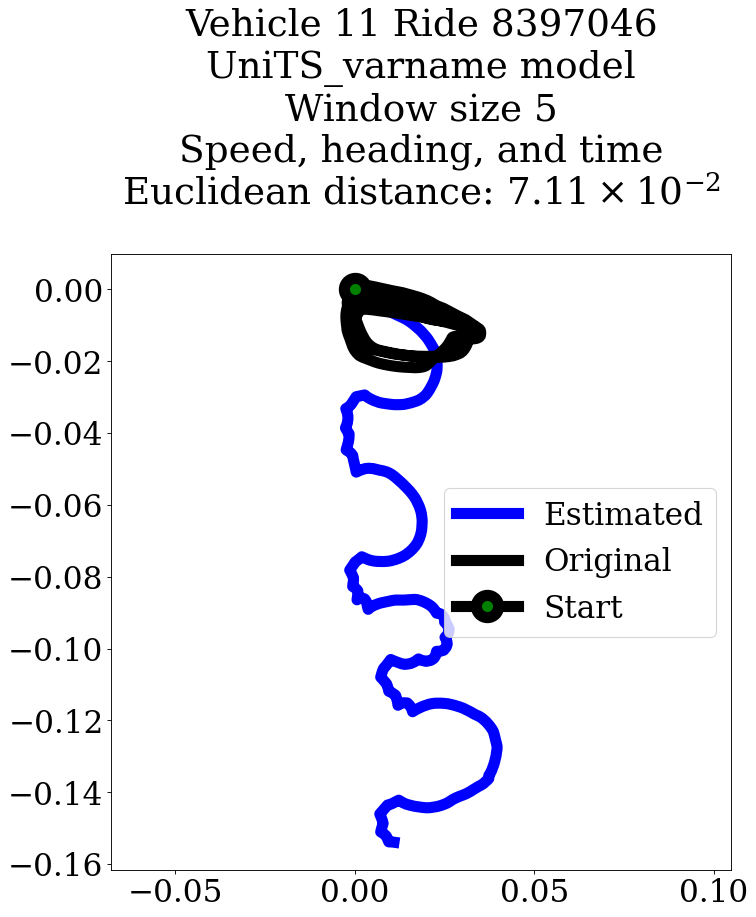 Vehicle 11 Ride 8397046
UniTS_varname model
Window size 5
Speed, heading, and time
Euclidean distance: 7.11 × 10⁻²
0.00
−0.02
−0.04
−0.06
−0.08
−0.10
−0.12
−0.14
−0.16
Estimated
Original
Start
−0.05 0.00 0.05 0.10